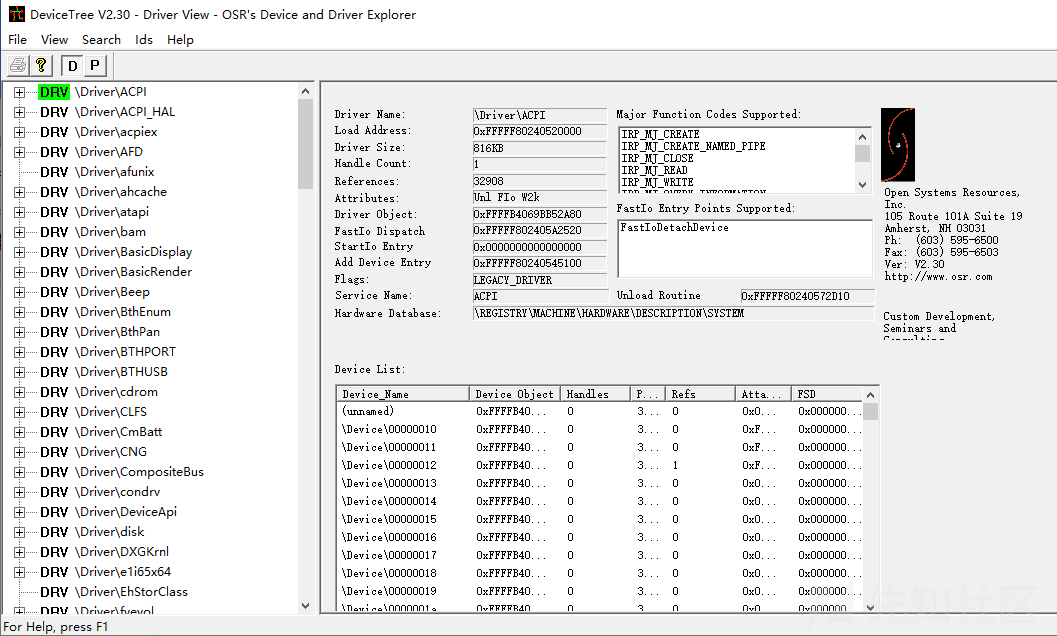 DeviceTree V2.30 - Driver View - OSR's Device and Driver Explorer
File View Search Ids Help
D P
DRV \Driver\ACPI
DRV \Driver\ACPI_HAL
DRV \Driver\acpiex
DRV \Driver\AFD
DRV \Driver\afunix
DRV \Driver\ahcache
DRV \Driver\atapi
DRV \Driver\bam
DRV \Driver\BasicDisplay
DRV \Driver\BasicRender
DRV \Driver\Beep
DRV \Driver\BthEnum
DRV \Driver\BthPan
DRV \Driver\BTHPORT
DRV \Driver\BTHUSB
DRV \Driver\cdrom
DRV \Driver\CLFS
DRV \Driver\CmBatt
DRV \Driver\CNG
DRV \Driver\CompositeBus
DRV \Driver\condrv
DRV \Driver\DeviceApi
DRV \Driver\disk
DRV \Driver\DXGKrnl
DRV \Driver\e1i65x64
DRV \Driver\EhStorClass
DRV \Driver\fvevol
Driver Name: \Driver\ACPI
Load Address: 0xFFFFF80240520000
Driver Size: 816KB
Handle Count: 1
References: 32908
Attributes: Unl FIo W2k
Driver Object: 0xFFFFB4069BB52A80
FastIo Dispatch 0xFFFFF802405A2520
StartIo Entry 0x0000000000000000
Add Device Entry 0xFFFFF80240545100
Flags: LEGACY_DRIVER
Service Name: ACPI
Hardware Database: \REGISTRY\MACHINE\HARDWARE\DESCRIPTION\SYSTEM
Major Function Codes Supported:
IRP_MJ_CREATE
IRP_MJ_CREATE_NAMED_PIPE
IRP_MJ_CLOSE
IRP_MJ_READ
IRP_MJ_WRITE
IRP_MJ_QUERY_INFORMATION
FastIo Entry Points Supported:
FastIoDetachDevice
Unload Routine 0xFFFFF80240572D10
Open Systems Resources,
Inc.
105 Route 101A Suite 19
Amherst, NH 03031
Ph: (603) 595-6500
Fax: (603) 595-6503
Ver: V2.30
http://www.osr.com
Custom Development,
Seminars and
Consulting
Device List:
Device_Name Device Object Handles P... Refs Atta... FSD
(unnamed) 0xFFFFB40... 0 3... 0 0x0... 0x000000...
\Device\00000010 0xFFFFB40... 0 3... 0 0xF... 0x000000...
\Device\00000011 0xFFFFB40... 0 3... 0 0xF... 0x000000...
\Device\00000012 0xFFFFB40... 0 3... 1 0xF... 0x000000...
\Device\00000013 0xFFFFB40... 0 3... 0 0x0... 0x000000...
\Device\00000014 0xFFFFB40... 0 3... 0 0x0... 0x000000...
\Device\00000015 0xFFFFB40... 0 3... 0 0x0... 0x000000...
\Device\00000016 0xFFFFB40... 0 3... 0 0x0... 0x000000...
\Device\00000017 0xFFFFB40... 0 3... 0 0x0... 0x000000...
\Device\00000018 0xFFFFB40... 0 3... 0 0x0... 0x000000...
\Device\00000019 0xFFFFB40... 0 3... 0 0x0... 0x000000...
\Device\0000001a 0xFFFFB40... 0 3... 0 0x0... 0x000000...
先知社区
For Help, press F1